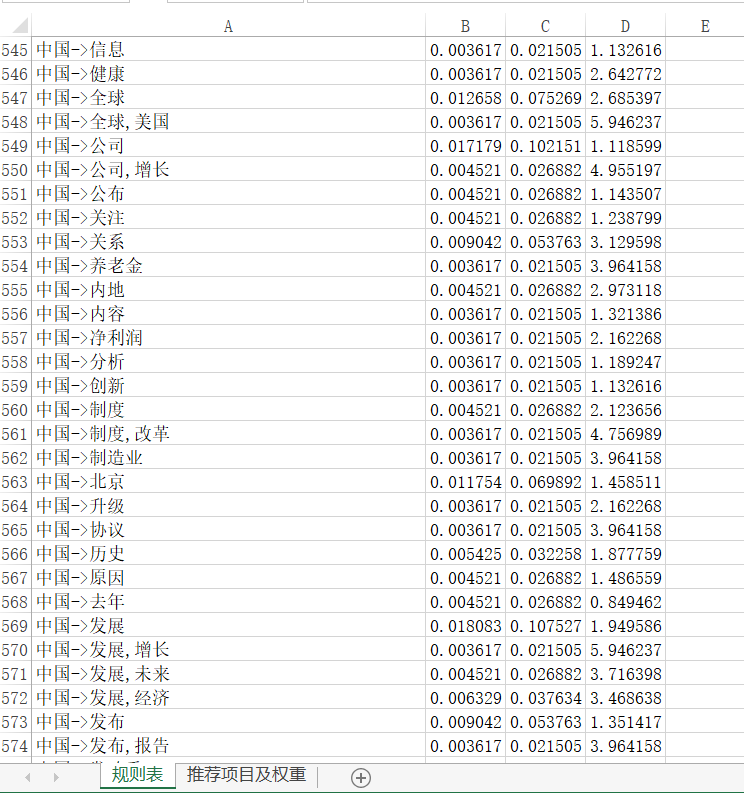 A B C D E
545 中国->信息 0.003617 0.021505 1.132616
546 中国->健康 0.003617 0.021505 2.642772
547 中国->全球 0.012658 0.075269 2.685397
548 中国->全球,美国 0.003617 0.021505 5.946237
549 中国->公司 0.017179 0.102151 1.118599
550 中国->公司,增长 0.004521 0.026882 4.955197
551 中国->公布 0.004521 0.026882 1.143507
552 中国->关注 0.004521 0.026882 1.238799
553 中国->关系 0.009042 0.053763 3.129598
554 中国->养老金 0.003617 0.021505 3.964158
555 中国->内地 0.004521 0.026882 2.973118
556 中国->内容 0.003617 0.021505 1.321386
557 中国->净利润 0.003617 0.021505 2.162268
558 中国->分析 0.003617 0.021505 1.189247
559 中国->创新 0.003617 0.021505 1.132616
560 中国->制度 0.004521 0.026882 2.123656
561 中国->制度,改革 0.003617 0.021505 4.756989
562 中国->制造业 0.003617 0.021505 3.964158
563 中国->北京 0.011754 0.069892 1.458511
564 中国->升级 0.003617 0.021505 2.162268
565 中国->协议 0.003617 0.021505 3.964158
566 中国->历史 0.005425 0.032258 1.877759
567 中国->原因 0.004521 0.026882 1.486559
568 中国->去年 0.004521 0.026882 0.849462
569 中国->发展 0.018083 0.107527 1.949586
570 中国->发展,增长 0.003617 0.021505 5.946237
571 中国->发展,未来 0.004521 0.026882 3.716398
572 中国->发展,经济 0.006329 0.037634 3.468638
573 中国->发布 0.009042 0.053763 1.351417
574 中国->发布,报告 0.003617 0.021505 3.964158
规则表 推荐项目及权重